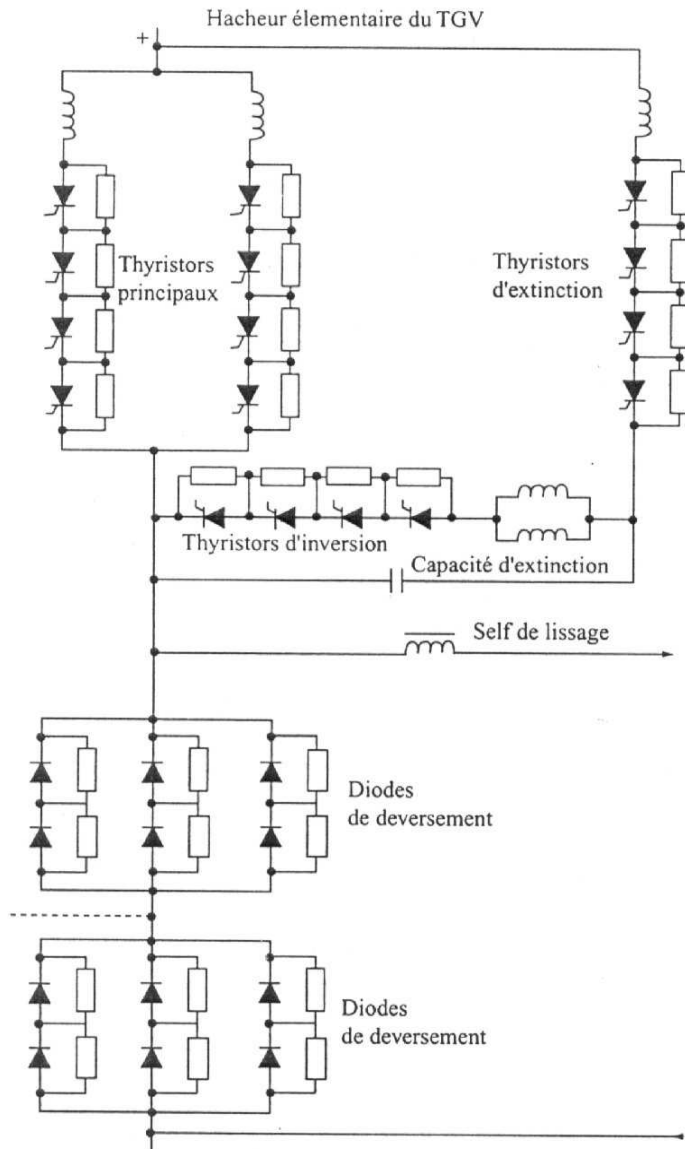 Hacheur élementaire du TGV
+
Thyristors
principaux
Thyristors
d'extinction
Thyristors d'inversion
Capacité d'extinction
Self de lissage
Diodes
de deversement
Diodes
de deversement